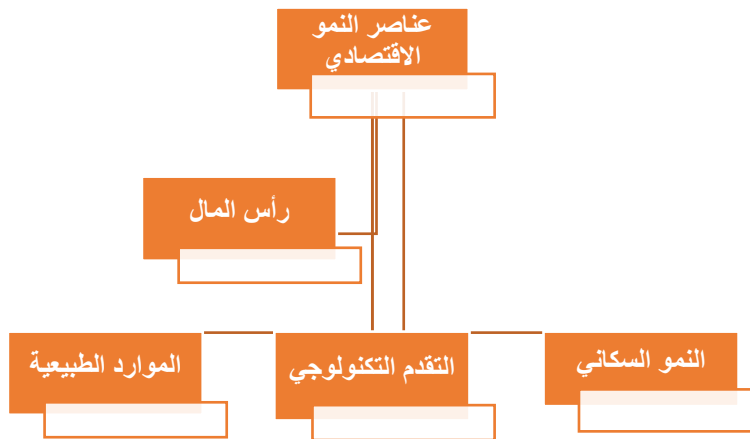 عناصر النمو
الاقتصادي
رأس المال
النمو السكاني
التقدم التكنولوجي
الموارد الطبيعية